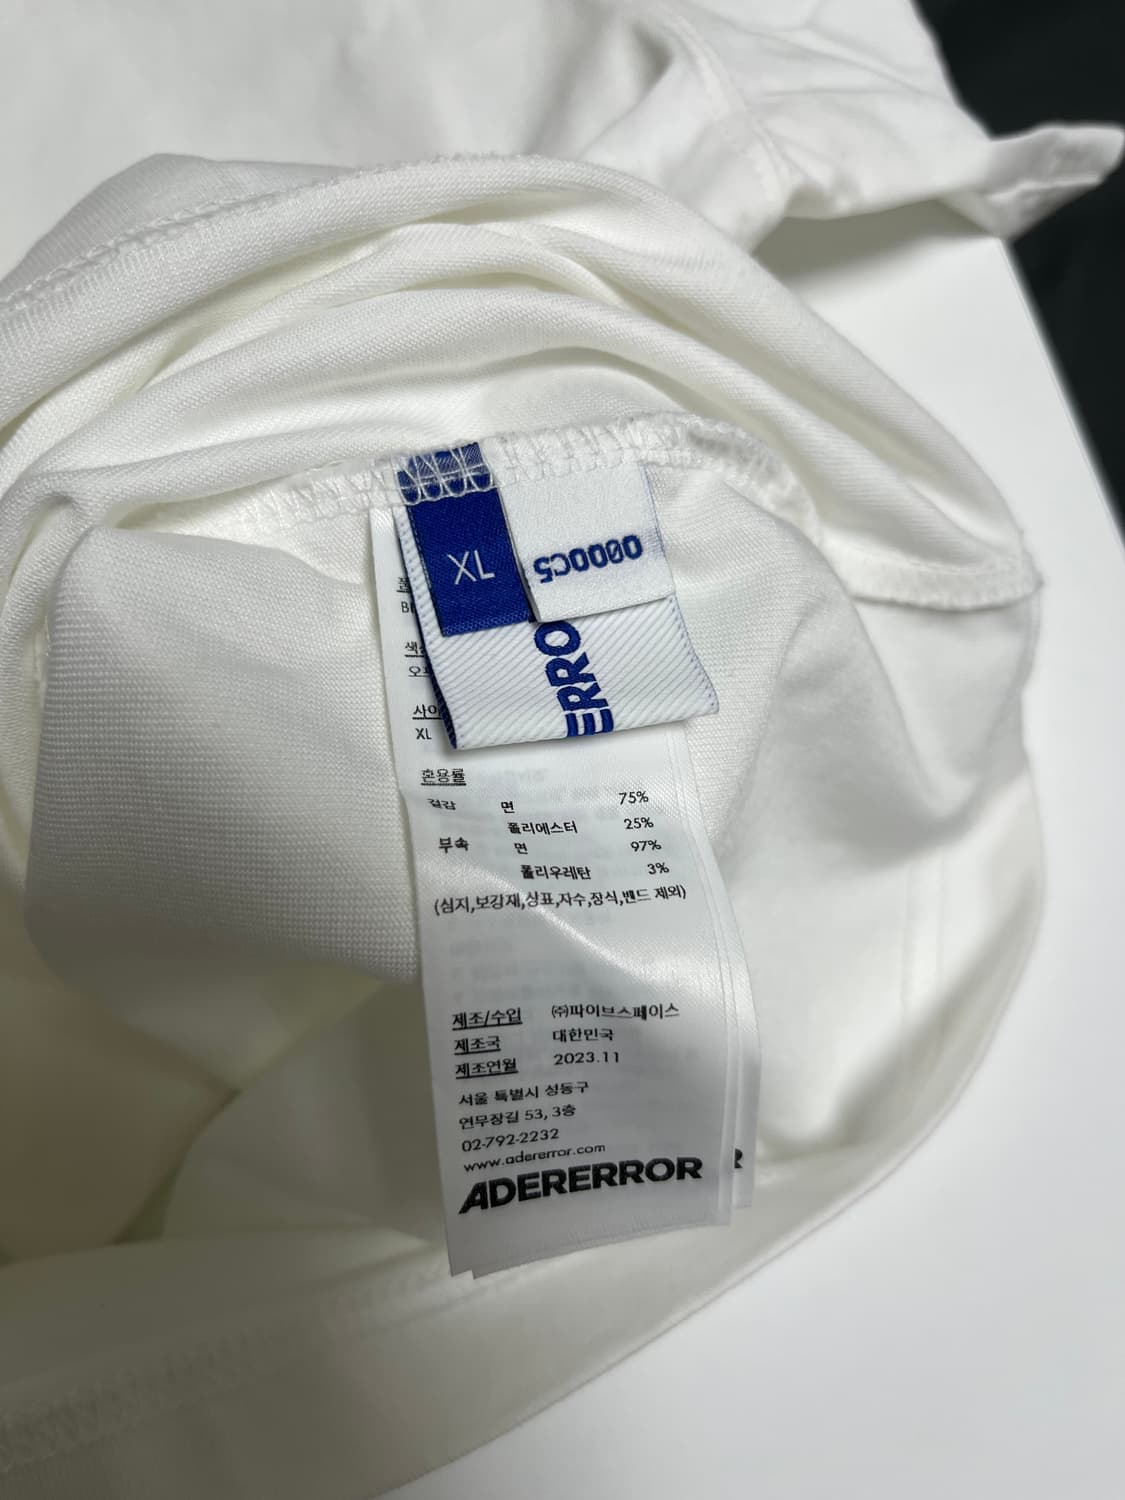 XL
0000C5
ERRO
XL
혼용률
겉감 면 75%
폴리에스터 25%
부속 면 97%
폴리우레탄 3%
(심지,보강재,상표,자수,장식,밴드 제외)
제조/수입 ㈜파이브스페이스
제조국 대한민국
제조연월 2023.11
서울 특별시 성동구
연무장길 53, 3층
02-792-2232
www.adererror.com
ADERERROR
R